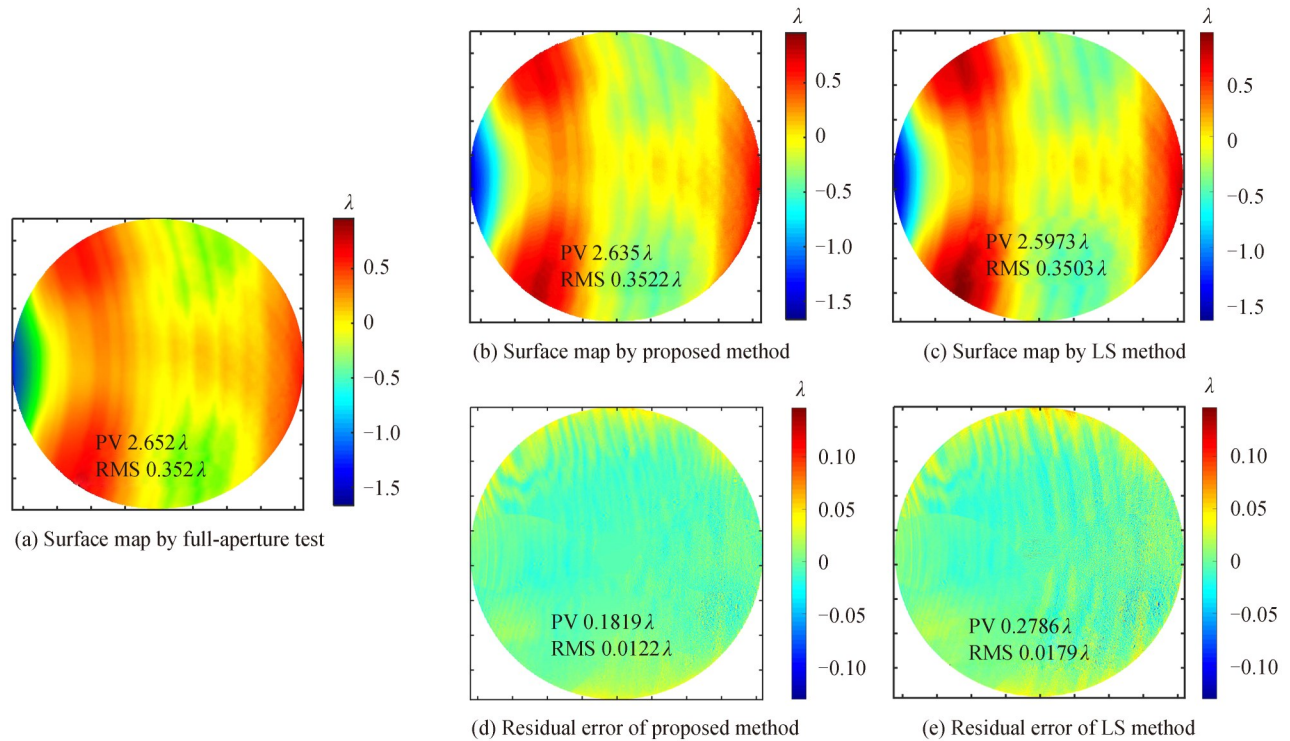 λ
0.5
0
−0.5
−1.0
−1.5
PV 2.652λ
RMS 0.352λ
(a) Surface map by full-aperture test
λ
0.5
0
−0.5
−1.0
−1.5
PV 2.635λ
RMS 0.3522λ
(b) Surface map by proposed method
λ
0.5
0
−0.5
−1.0
−1.5
PV 2.5973λ
RMS 0.3503λ
(c) Surface map by LS method
λ
0.10
0.05
0
−0.05
−0.10
PV 0.1819λ
RMS 0.0122λ
(d) Residual error of proposed method
λ
0.10
0.05
0
−0.05
−0.10
PV 0.2786λ
RMS 0.0179λ
(e) Residual error of LS method